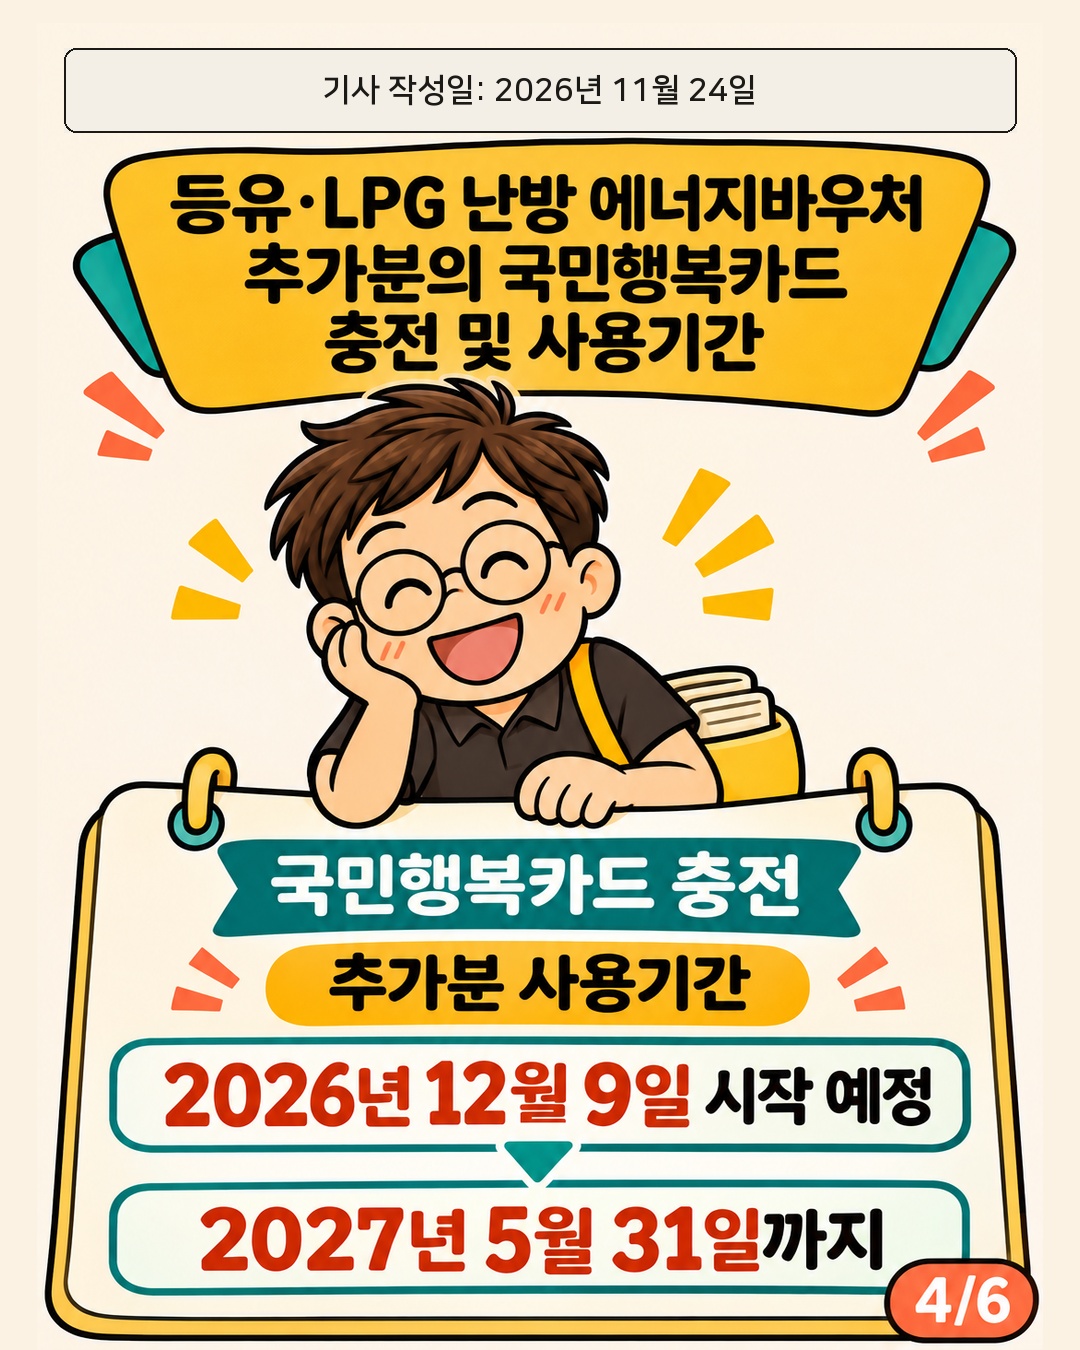 기사 작성일: 2026년 11월 24일
등유·LPG 난방 에너지바우처
추가분의 국민행복카드
충전 및 사용기간
국민행복카드 충전
추가분 사용기간
2026년 12월 9일 시작 예정
2027년 5월 31일까지
4/6